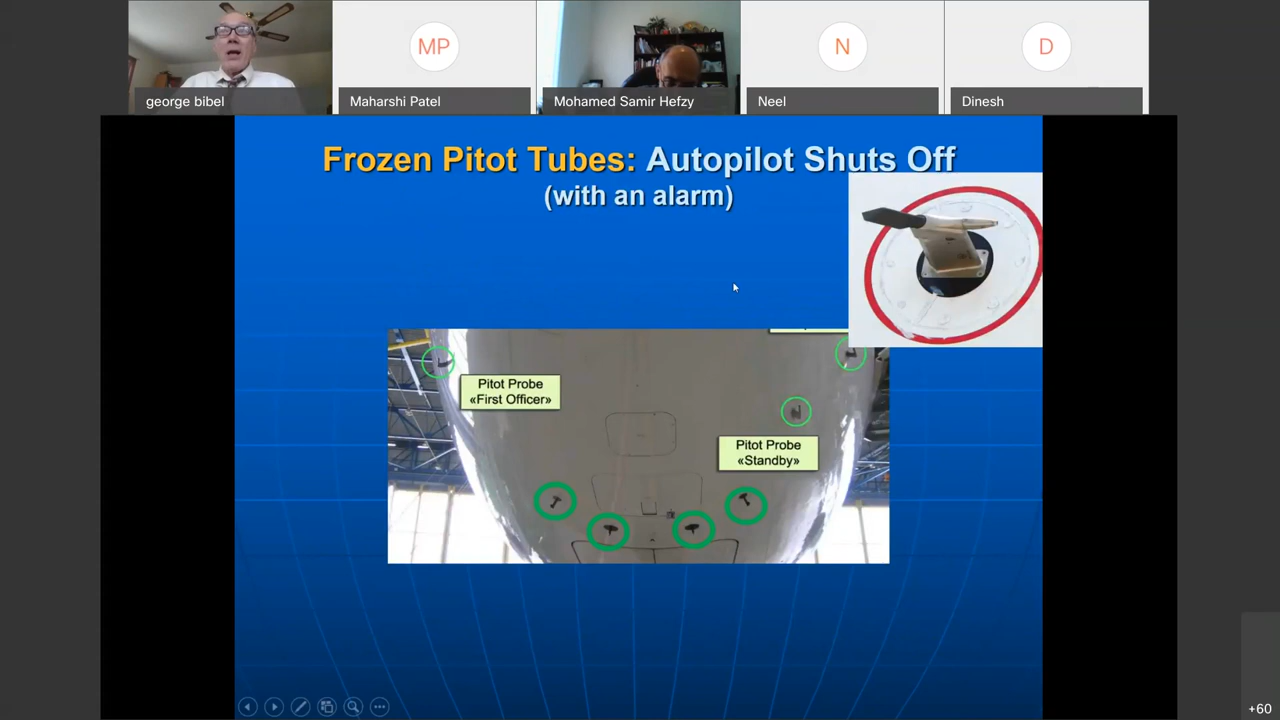 MP
N
D
george bibel
Maharshi Patel
Mohamed Samir Hefzy
Neel
Dinesh
Frozen Pitot Tubes: Autopilot Shuts Off
(with an alarm)
Pitot Probe
«First Officer»
Pitot Probe
«Standby»
+60